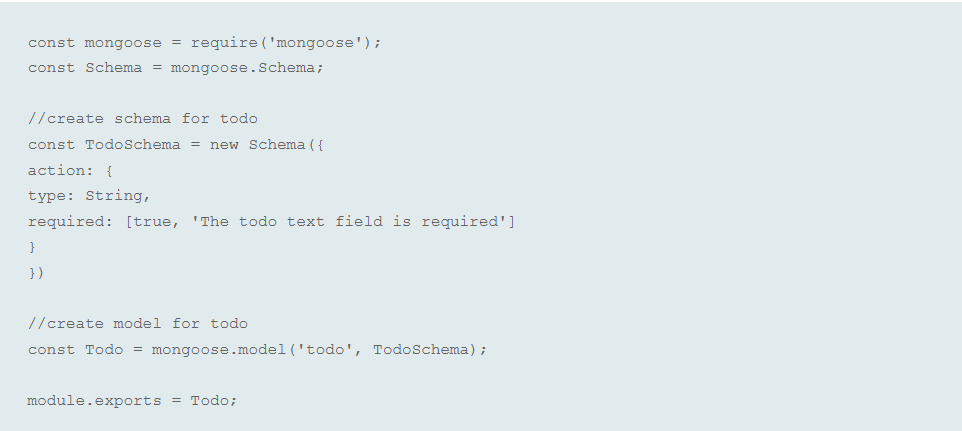 const mongoose = require('mongoose');
const Schema = mongoose.Schema;

//create schema for todo
const TodoSchema = new Schema({
action: {
type: String,
required: [true, 'The todo text field is required']
}
})

//create model for todo
const Todo = mongoose.model('todo', TodoSchema);

module.exports = Todo;